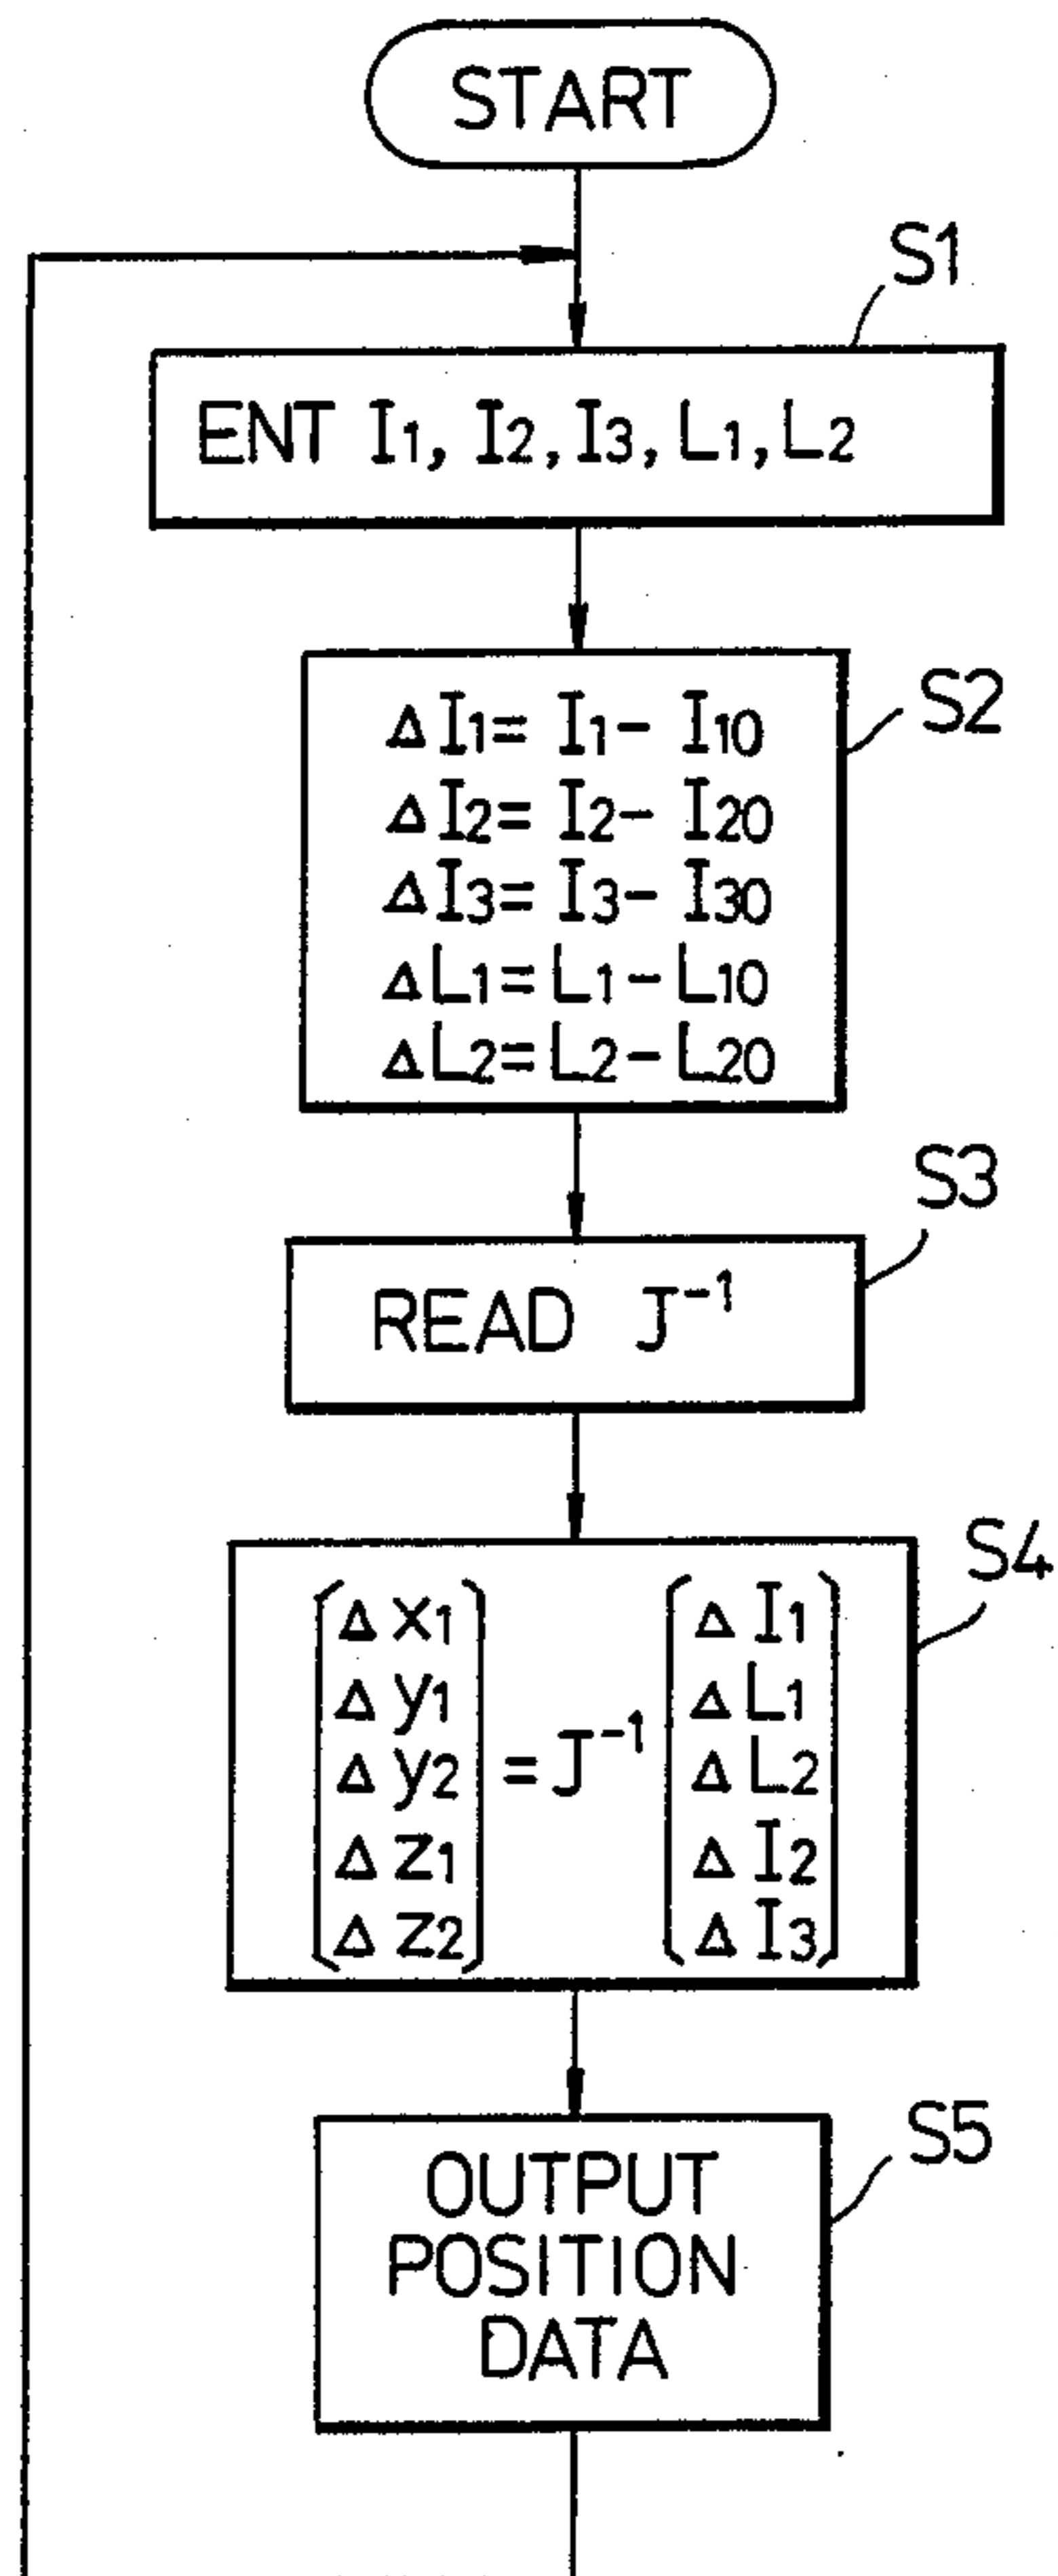 START
S1
ENT I1, I2, I3, L1, L2
S2
ΔI1= I1- I10
ΔI2= I2- I20
ΔI3= I3- I30
ΔL1= L1- L10
ΔL2= L2- L20
S3
READ J⁻¹
S4
Δx1 ΔI1
Δy1 ΔL1
Δy2 = J⁻¹ ΔL2
Δz1 ΔI2
Δz2 ΔI3
S5
OUTPUT
POSITION
DATA